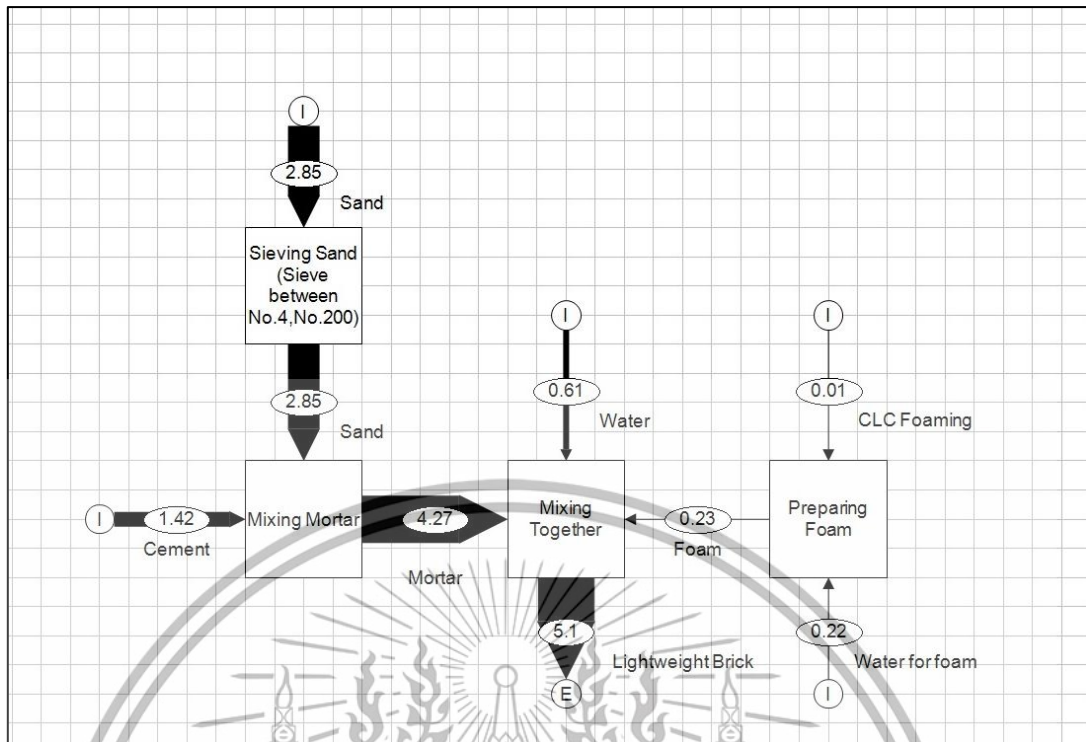 I
2.85
Sand
Sieving Sand
(Sieve
between
No.4,No.200)
I
I
2.85
0.61
0.01
Sand
Water
CLC Foaming
I
1.42
Cement
Mixing Mortar
4.27
Mortar
Mixing
Together
0.23
Foam
Preparing
Foam
5.1
Lightweight Brick
0.22
Water for foam
E
I